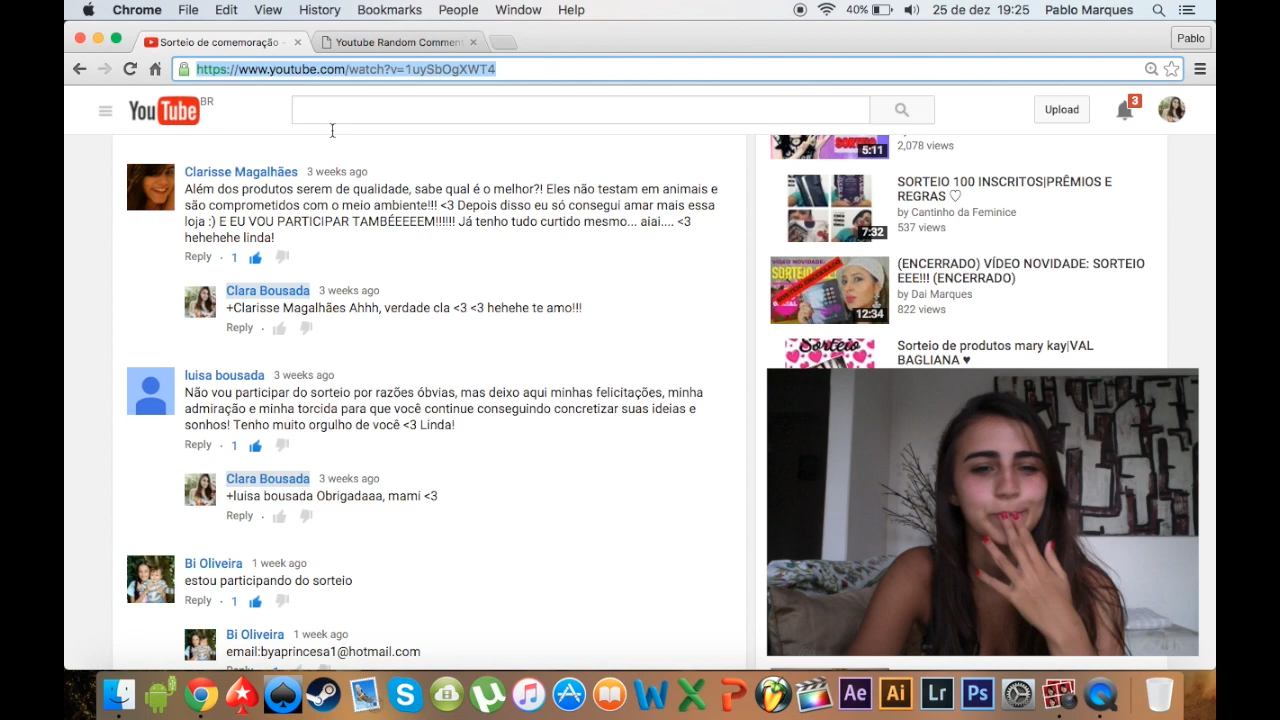 Chrome File Edit View History Bookmarks People Window Help 40% 25 de dez 19:25 Pablo Marques
Sorteio de comemoração - Youtube Random Comment Pablo
https://www.youtube.com/watch?v=1uySbOgXWT4
YouTube BR Upload 3
Clarisse Magalhães 3 weeks ago
Além dos produtos serem de qualidade, sabe qual é o melhor?! Eles não testam em animais e
são comprometidos com o meio ambiente!!! <3 Depois disso eu só consegui amar mais essa
loja :) E EU VOU PARTICIPAR TAMBÉEEEEM!!!!!! Já tenho tudo curtido mesmo... aiai.... <3
hehehehe linda!
Reply · 1
Clara Bousada 3 weeks ago
+Clarisse Magalhães Ahhh, verdade cla <3 <3 hehehe te amo!!!
Reply ·
luisa bousada 3 weeks ago
Não vou participar do sorteio por razões óbvias, mas deixo aqui minhas felicitações, minha
admiração e minha torcida para que você continue conseguindo concretizar suas ideias e
sonhos! Tenho muito orgulho de você <3 Linda!
Reply · 1
Clara Bousada 3 weeks ago
+luisa bousada Obrigadaaa, mami <3
Reply ·
Bi Oliveira 1 week ago
estou participando do sorteio
Reply · 1
Bi Oliveira 1 week ago
email:byaprincesa1@hotmail.com
5:11
2,078 views
SORTEIO 100 INSCRITOS|PRÊMIOS E
REGRAS ♡
by Cantinho da Feminice
537 views
7:32
(ENCERRADO) VÍDEO NOVIDADE: SORTEIO
EEE!!! (ENCERRADO)
by Dai Marques
822 views
12:34
Sorteio
Sorteio de produtos mary kay|VAL
BAGLIANA ♥
Ae Ai Lr Ps